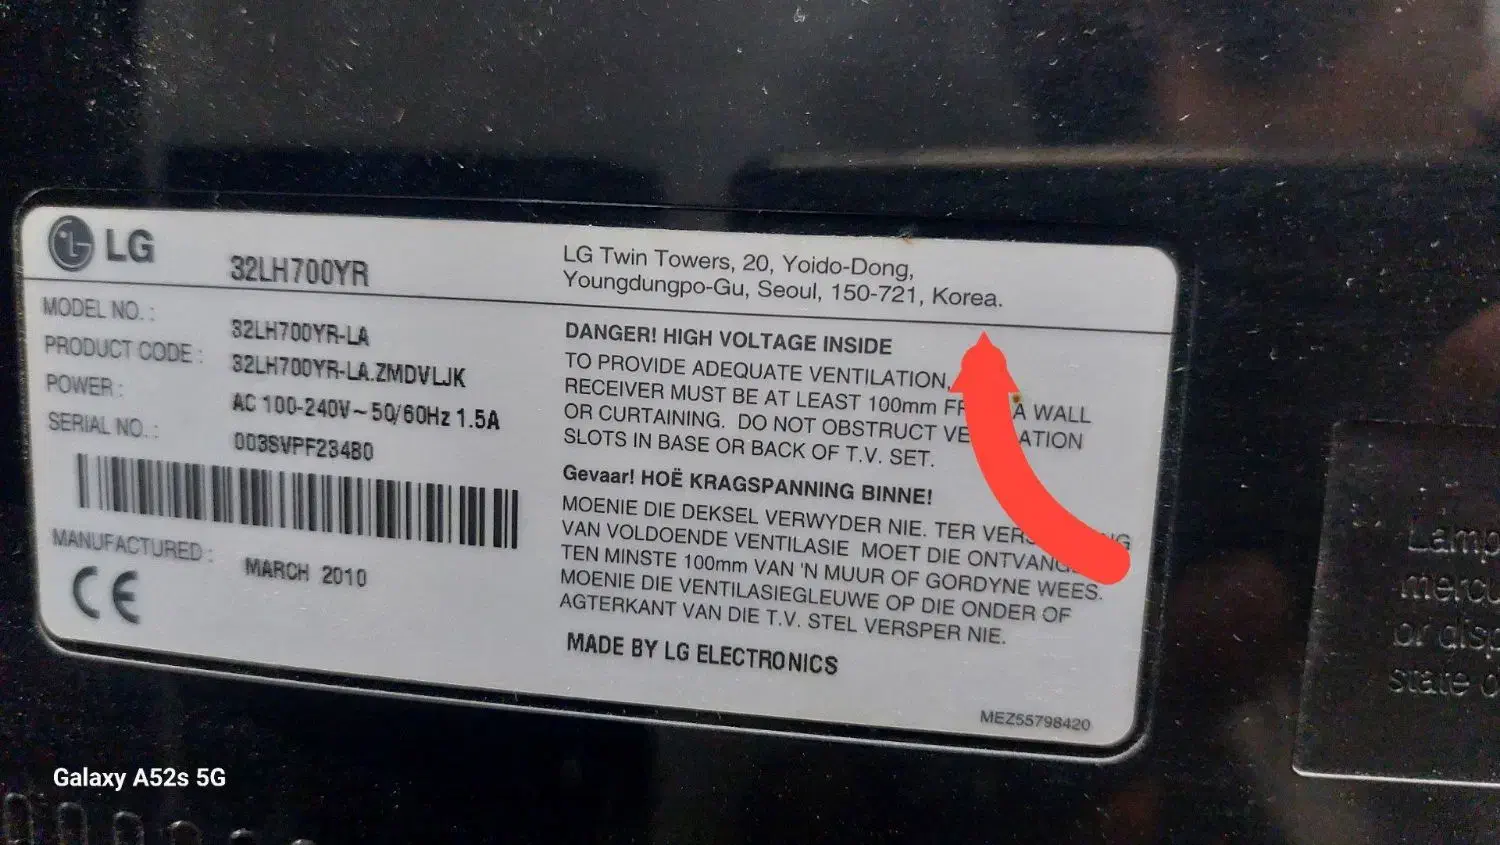 LG
32LH700YR
LG Twin Towers, 20, Yoido-Dong,
Youngdungpo-Gu, Seoul, 150-721, Korea.
MODEL NO. :
32LH700YR-LA
PRODUCT CODE :
32LH700YR-LA.ZMDVLJK
POWER :
AC 100-240V~50/60Hz 1.5A
SERIAL NO. :
003SVPF23480
MANUFACTURED :
MARCH 2010
CE
DANGER! HIGH VOLTAGE INSIDE
TO PROVIDE ADEQUATE VENTILATION,
RECEIVER MUST BE AT LEAST 100mm A WALL
OR CURTAINING. DO NOT OBSTRUCT
SLOTS IN BASE OR BACK OF T.V. SET.
Gevaar! HOË KRAGSPANNING BINNE!
MOENIE DIE DEKSEL VERWYDER NIE. TER
VAN VOLDOENDE VENTILASIE MOET DIE
TEN MINSTE 100mm VAN 'N MUUR OF GORDYNE WEES.
MOENIE DIE VENTILASIEGLEUWE OP DIE ONDER OF
AGTERKANT VAN DIE T.V. STEL VERSPER NIE.
MADE BY LG ELECTRONICS
MEZ55798420
Lamp
mercu
or disp
state o
Galaxy A52s 5G